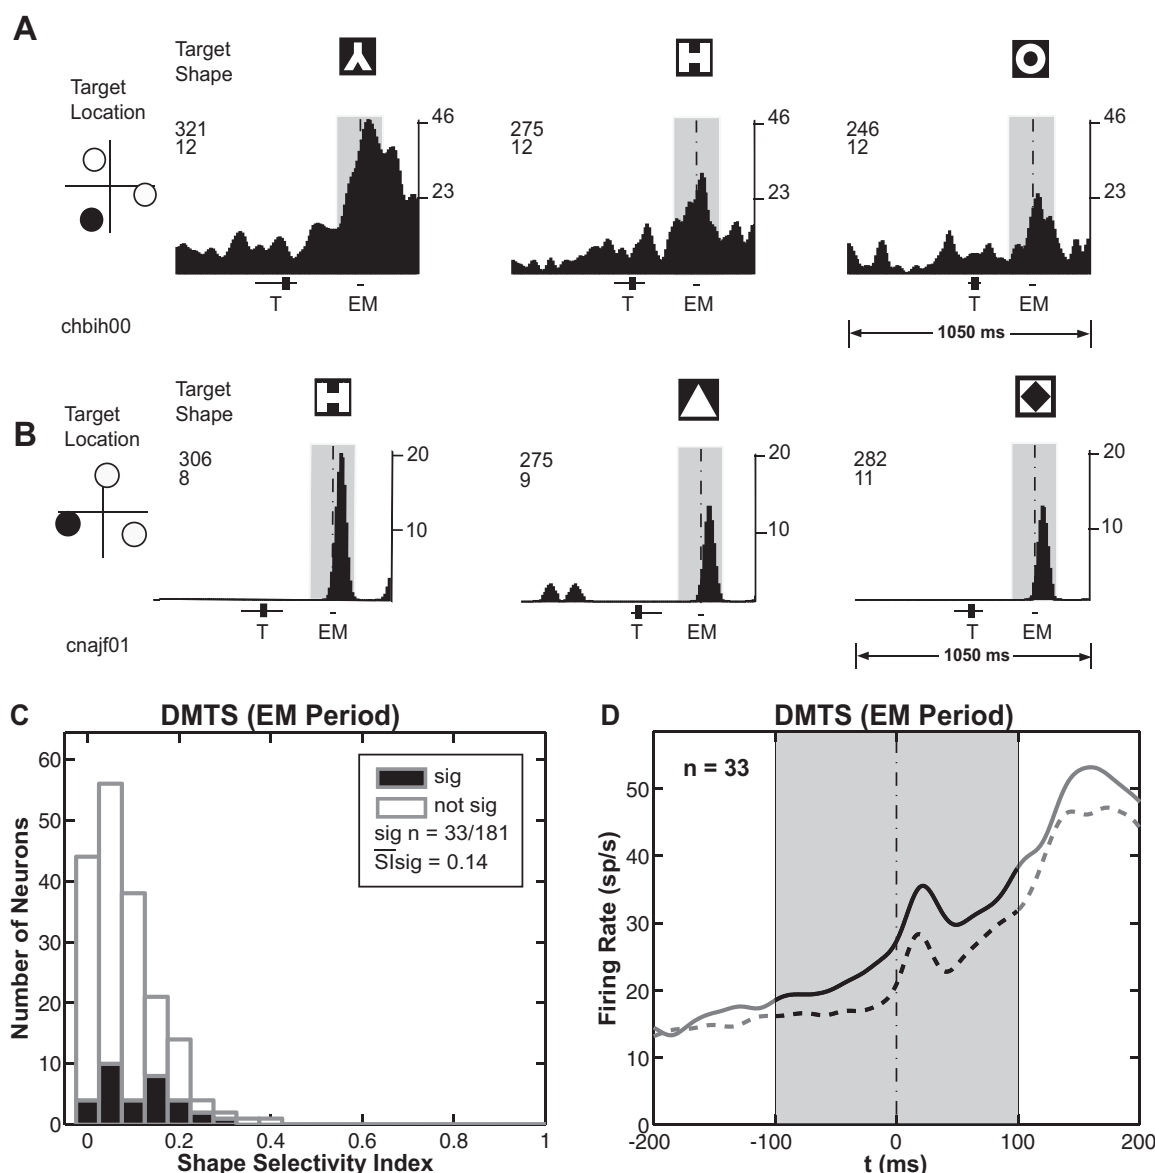 A
Target
Shape
Target
Location
321
12
46
23
T
EM
275
12
46
23
T
EM
246
12
46
23
T
EM
chbih00
1050 ms
B
Target
Shape
Target
Location
306
8
20
10
T
EM
275
9
20
10
T
EM
282
11
20
10
T
EM
cnajf01
1050 ms
C
DMTS (EM Period)
Number of Neurons
60
50
40
30
20
10
0
0
0.2
0.4
0.6
0.8
1
Shape Selectivity Index
sig
not sig
sig n = 33/181
SIsig = 0.14
D
DMTS (EM Period)
n = 33
Firing Rate (sp/s)
50
40
30
20
10
0
-200
-100
0
100
200
t (ms)